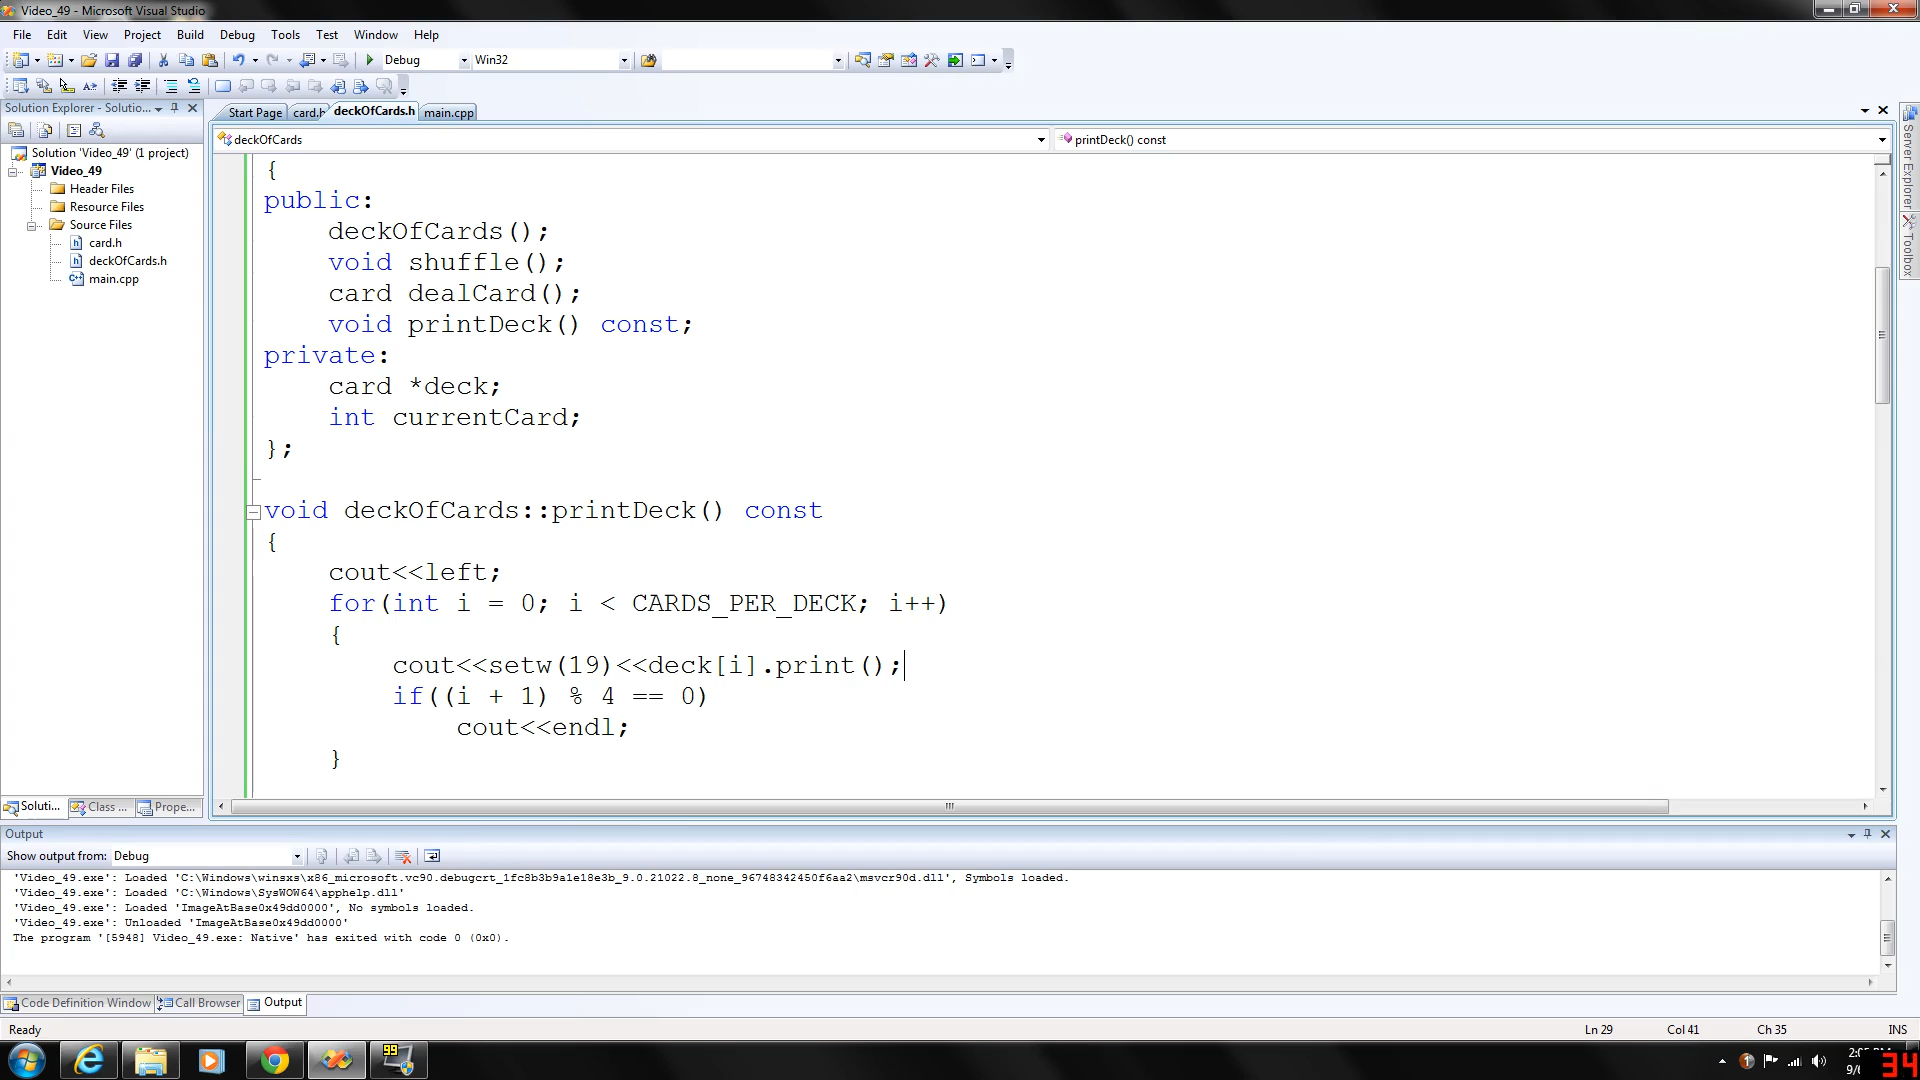 Video_49 - Microsoft Visual Studio
File Edit View Project Build Debug Tools Test Window Help
Debug Win32
Solution Explorer - Solutio...
Start Page card.h deckOfCards.h main.cpp
deckOfCards printDeck() const
Solution 'Video_49' (1 project)
Video_49
Header Files
Resource Files
Source Files
card.h
deckOfCards.h
main.cpp
Server Explorer
Toolbox
{
public:
deckOfCards();
void shuffle();
card dealCard();
void printDeck() const;
private:
card *deck;
int currentCard;
};
void deckOfCards::printDeck() const
{
cout<<left;
for(int i = 0; i < CARDS_PER_DECK; i++)
{
cout<<setw(19)<<deck[i].print();
if((i + 1) % 4 == 0)
cout<<endl;
}
Soluti... Class ... Prope...
Output
Show output from: Debug
'Video_49.exe': Loaded 'C:\Windows\winsxs\x86_microsoft.vc90.debugcrt_1fc8b3b9a1e18e3b_9.0.21022.8_none_96748342450f6aa2\msvcr90d.dll', Symbols loaded.
'Video_49.exe': Loaded 'C:\Windows\SysWOW64\apphelp.dll'
'Video_49.exe': Loaded 'ImageAtBase0x49dd0000', No symbols loaded.
'Video_49.exe': Unloaded 'ImageAtBase0x49dd0000'
The program '[5948] Video_49.exe: Native' has exited with code 0 (0x0).
Code Definition Window Call Browser Output
Ready Ln 29 Col 41 Ch 35 INS
99
34